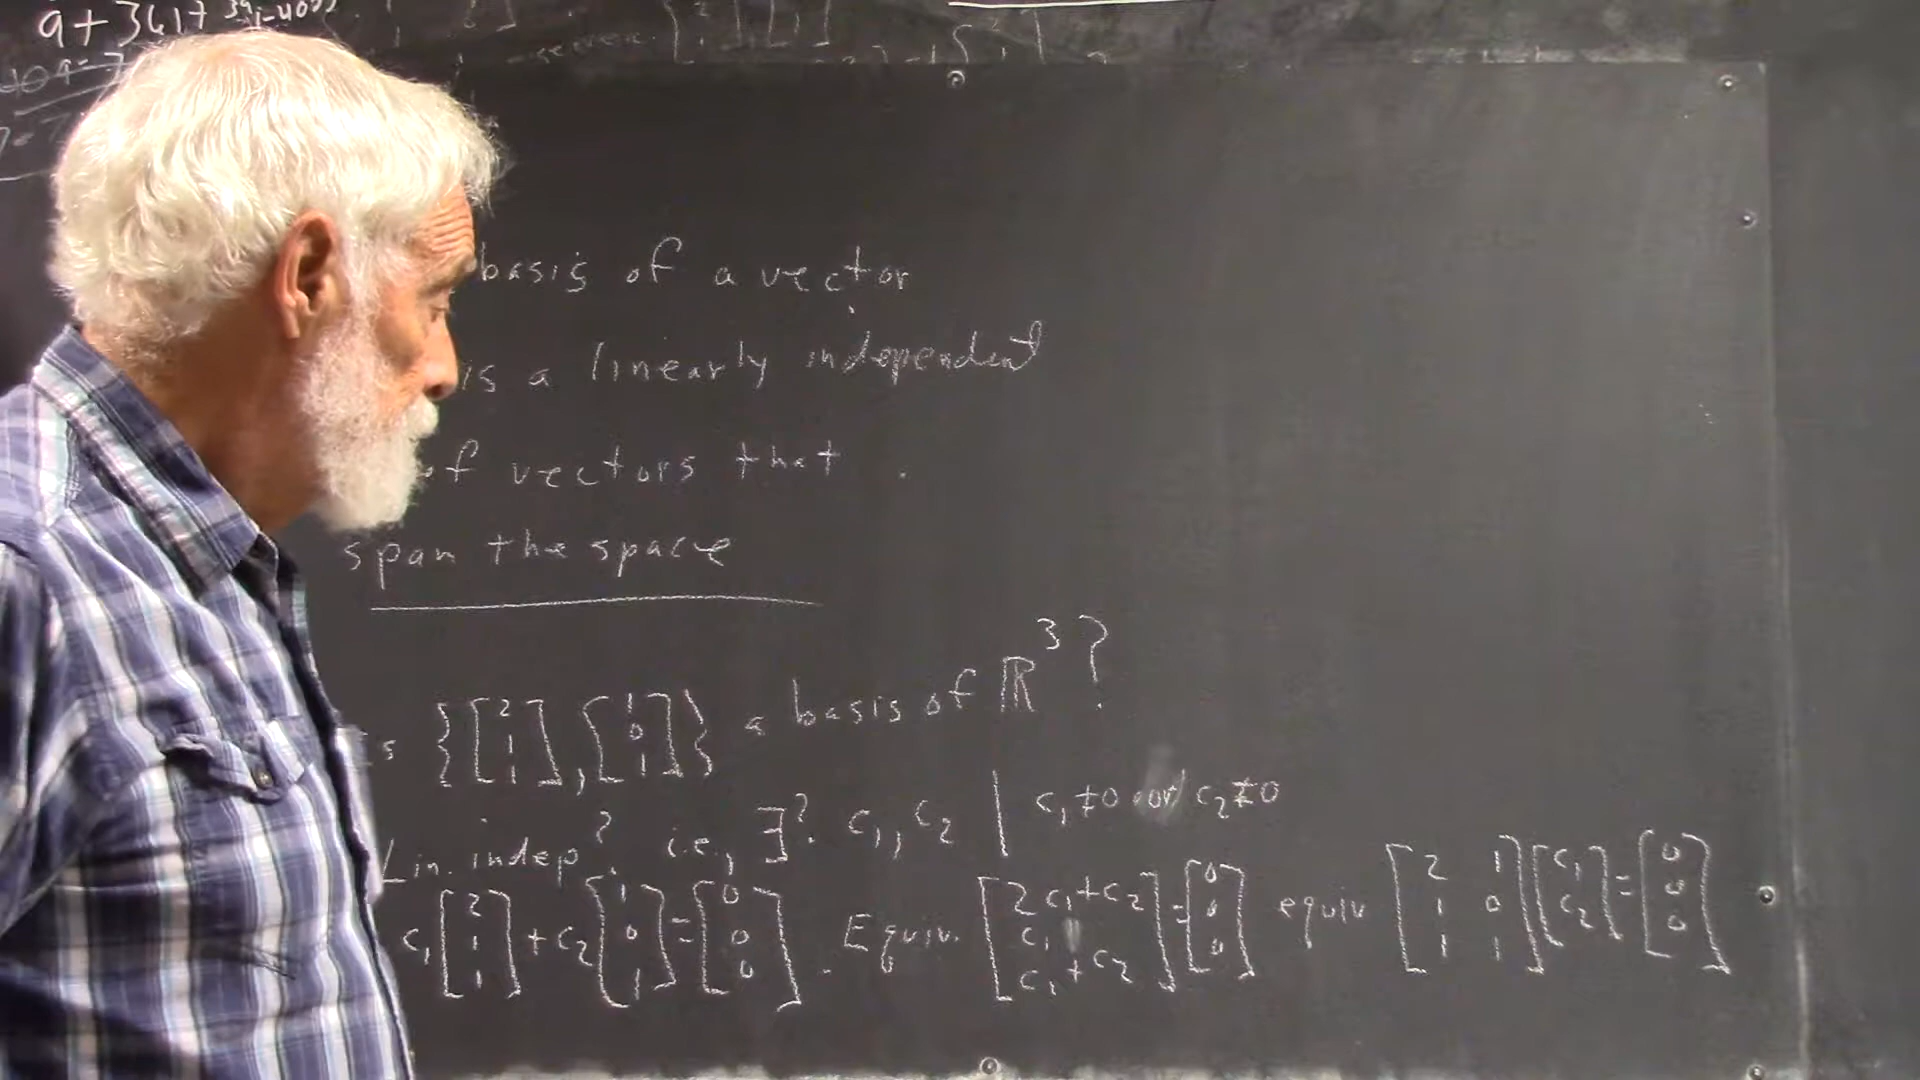 9+3617
basis of a vector
is a linearly independent
of vectors that
span the space
s {[2 1 1], [1 0 1]} a basis of ℝ³?
Lin. indep? i.e., ∃? c₁, c₂ | c₁≠0 or c₂≠0
c₁[2 1 1] + c₂[1 0 1] = [0 0 0]. Equiv. [2c₁+c₂ c₁ c₁+c₂] = [0 0 0] equiv [2 1 1 0 1 1][c₁ c₂] = [0 0 0]